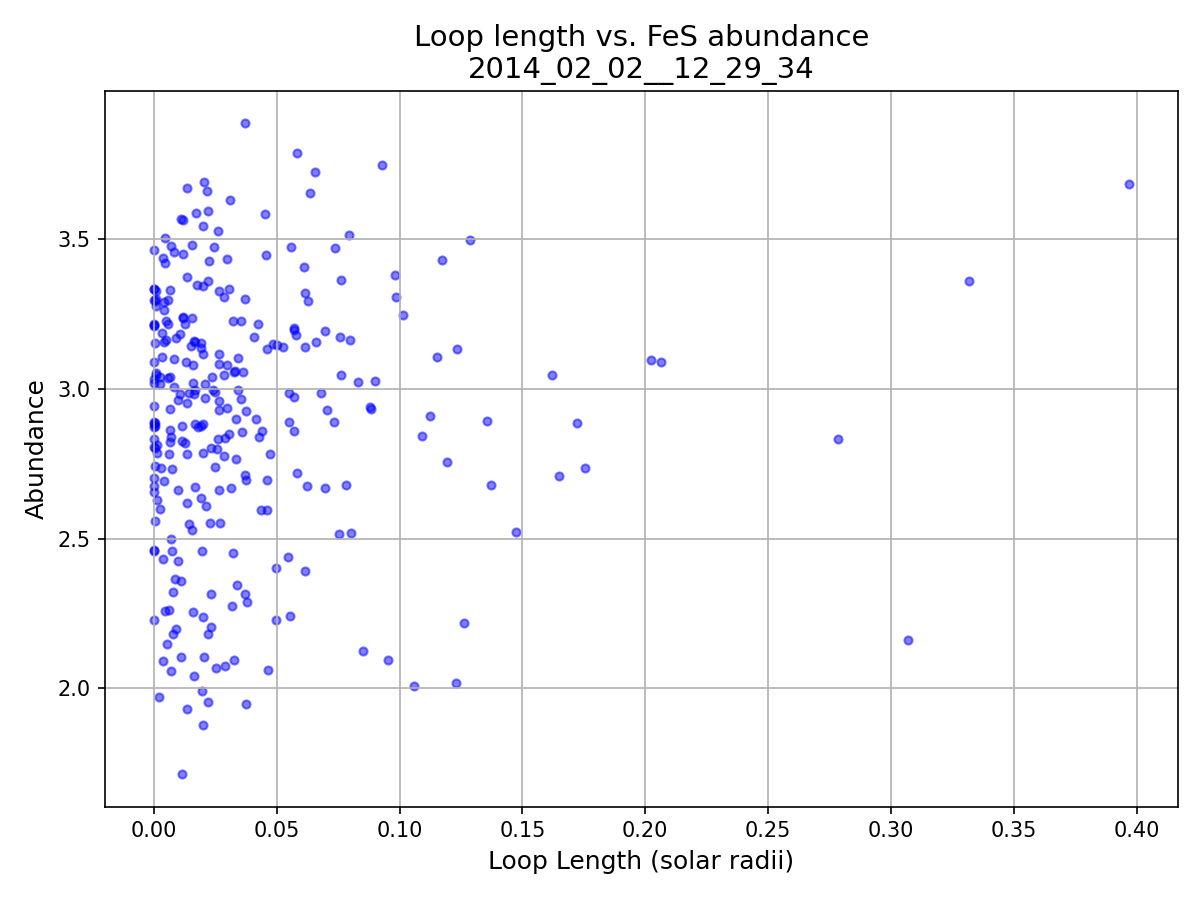 Loop length vs. FeS abundance
2014_02_02__12_29_34
3.5
3.0
2.5
2.0
Abundance
0.00 0.05 0.10 0.15 0.20 0.25 0.30 0.35 0.40
Loop Length (solar radii)